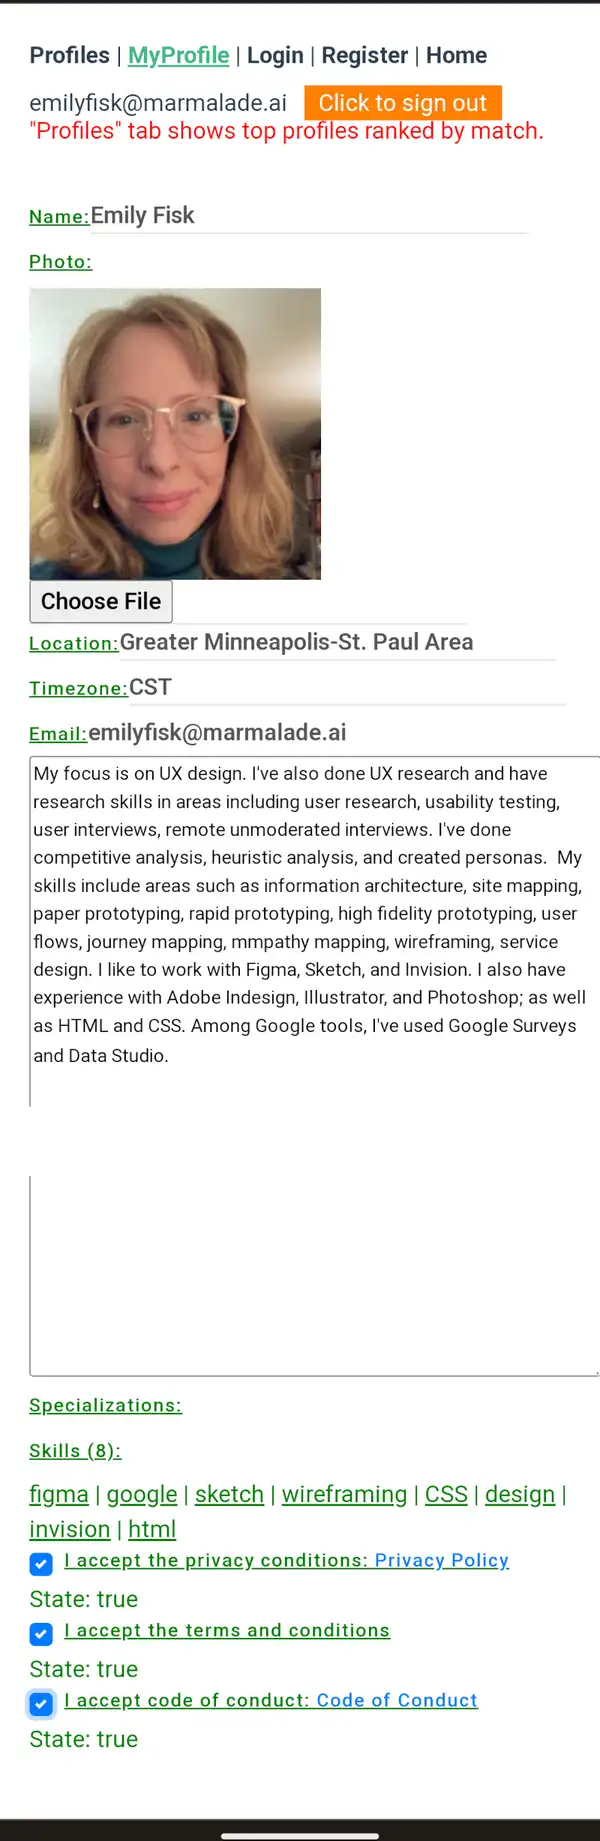 Profiles | MyProfile | Login | Register | Home
emilyfisk@marmalade.ai Click to sign out
"Profiles" tab shows top profiles ranked by match.
Name: Emily Fisk
Photo:
Choose File
Location: Greater Minneapolis-St. Paul Area
Timezone: CST
Email: emilyfisk@marmalade.ai
My focus is on UX design. I've also done UX research and have
research skills in areas including user research, usability testing,
user interviews, remote unmoderated interviews. I've done
competitive analysis, heuristic analysis, and created personas.  My
skills include areas such as information architecture, site mapping,
paper prototyping, rapid prototyping, high fidelity prototyping, user
flows, journey mapping, mmpathy mapping, wireframing, service
design. I like to work with Figma, Sketch, and Invision. I also have
experience with Adobe Indesign, Illustrator, and Photoshop; as well
as HTML and CSS. Among Google tools, I've used Google Surveys
and Data Studio.
Specializations:
Skills (8):
figma | google | sketch | wireframing | CSS | design |
invision | html
I accept the privacy conditions: Privacy Policy
State: true
I accept the terms and conditions
State: true
I accept code of conduct: Code of Conduct
State: true